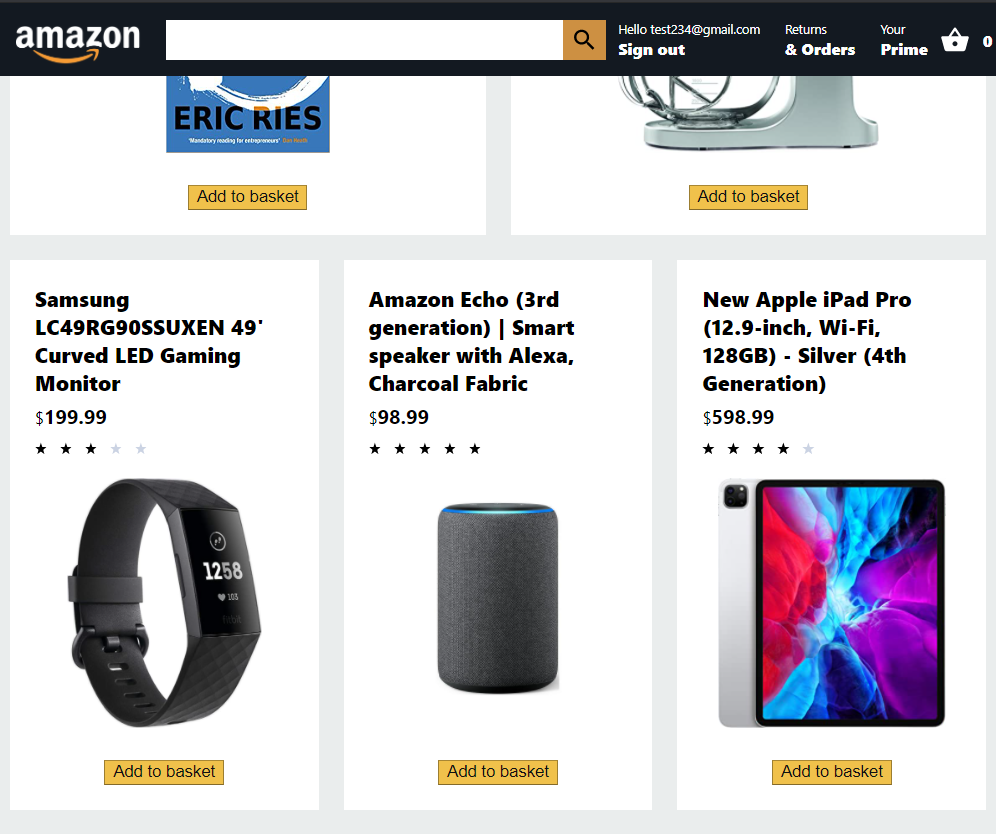 amazon
Hello test234@gmail.com
Sign out
Returns
& Orders
Your
Prime
0
ERIC RIES
'Mandatory reading for entrepreneurs' Dan Heath
Add to basket
Add to basket
Samsung
LC49RG90SSUXEN 49'
Curved LED Gaming
Monitor
$199.99
1258
103
fitbit
Add to basket
Amazon Echo (3rd
generation) | Smart
speaker with Alexa,
Charcoal Fabric
$98.99
Add to basket
New Apple iPad Pro
(12.9-inch, Wi-Fi,
128GB) - Silver (4th
Generation)
$598.99
Add to basket